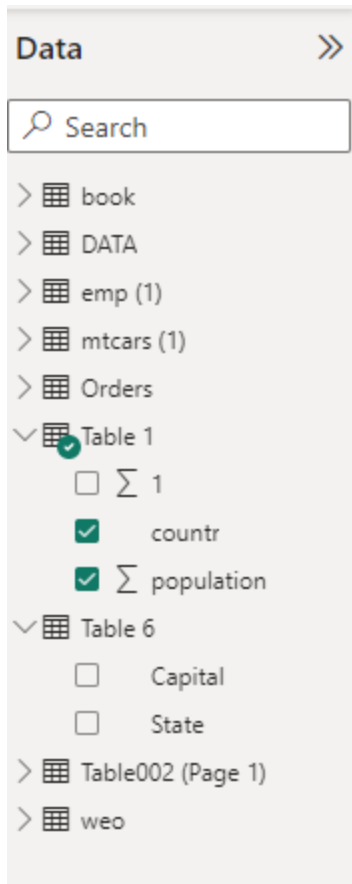 Data
Search
book
DATA
emp (1)
mtcars (1)
Orders
Table 1
∑ 1
countr
∑ population
Table 6
Capital
State
Table002 (Page 1)
weo